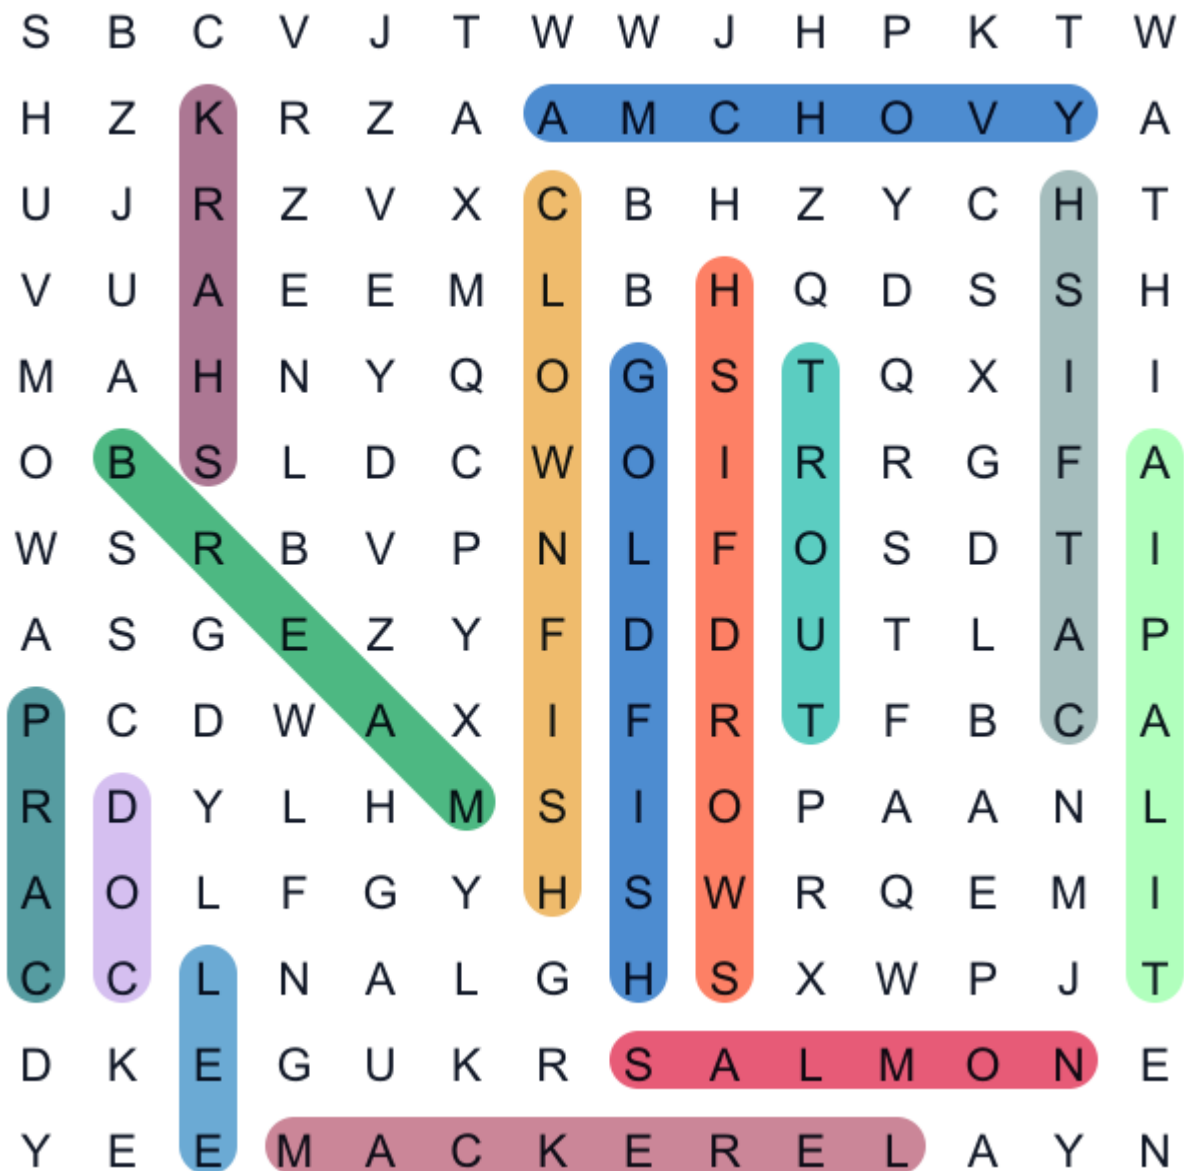 S B C V J T W W J H P K T W
H Z K R Z A A M C H O V Y A
U J R Z V X C B H Z Y C H T
V U A E E M L B H Q D S S H
M A H N Y Q O G S T Q X I I
O B S L D C W O I R R G F A
W S R B V P N L F O S D T I
A S G E Z Y F D D U T L A P
P C D W A X I F R T F B C A
R D Y L H M S I O P A A N L
A O L F G Y H S W R Q E M I
C C L N A L G H S X W P J T
D K E G U K R S A L M O N E
Y E E M A C K E R E L A Y N